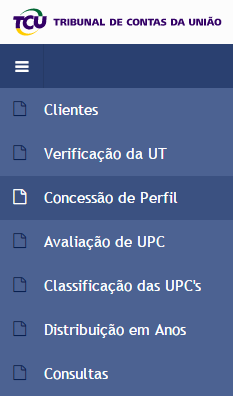 TCU TRIBUNAL DE CONTAS DA UNIÃO
Clientes
Verificação da UT
Concessão de Perfil
Avaliação de UPC
Classificação das UPC's
Distribuição em Anos
Consultas